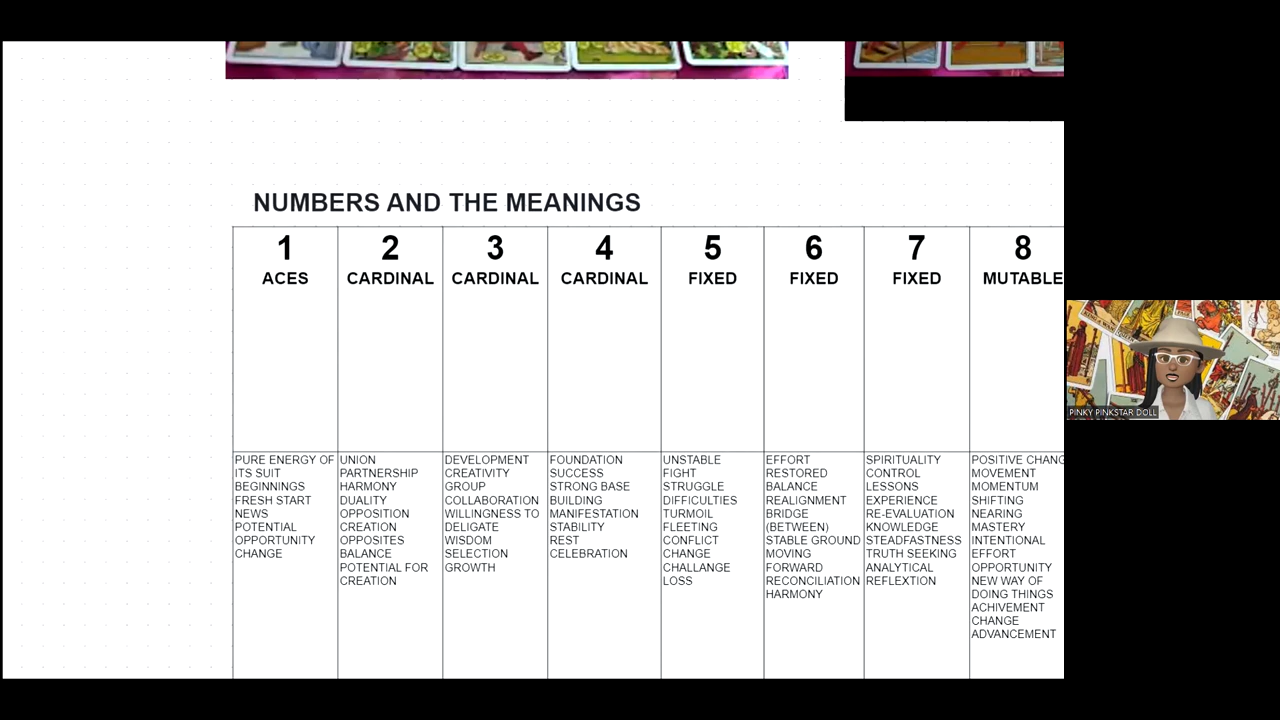 NUMBERS AND THE MEANINGS
1
ACES
PURE ENERGY OF
ITS SUIT
BEGINNINGS
FRESH START
NEWS
POTENTIAL
OPPORTUNITY
CHANGE
2
CARDINAL
UNION
PARTNERSHIP
HARMONY
DUALITY
OPPOSITION
CREATION
OPPOSITES
BALANCE
POTENTIAL FOR
CREATION
3
CARDINAL
DEVELOPMENT
CREATIVITY
GROUP
COLLABORATION
WILLINGNESS TO
DELIGATE
WISDOM
SELECTION
GROWTH
4
CARDINAL
FOUNDATION
SUCCESS
STRONG BASE
BUILDING
MANIFESTATION
STABILITY
REST
CELEBRATION
5
FIXED
UNSTABLE
FIGHT
STRUGGLE
DIFFICULTIES
TURMOIL
FLEETING
CONFLICT
CHANGE
CHALLANGE
LOSS
6
FIXED
EFFORT
RESTORED
BALANCE
REALIGNMENT
BRIDGE
(BETWEEN)
STABLE GROUND
MOVING
FORWARD
RECONCILIATION
HARMONY
7
FIXED
SPIRITUALITY
CONTROL
LESSONS
EXPERIENCE
RE-EVALUATION
KNOWLEDGE
STEADFASTNESS
TRUTH SEEKING
ANALYTICAL
REFLEXTION
8
MUTABLE
POSITIVE CHANG
MOVEMENT
MOMENTUM
SHIFTING
NEARING
MASTERY
INTENTIONAL
EFFORT
OPPORTUNITY
NEW WAY OF
DOING THINGS
ACHIVEMENT
CHANGE
ADVANCEMENT
PINKY PINKSTAR DOLL